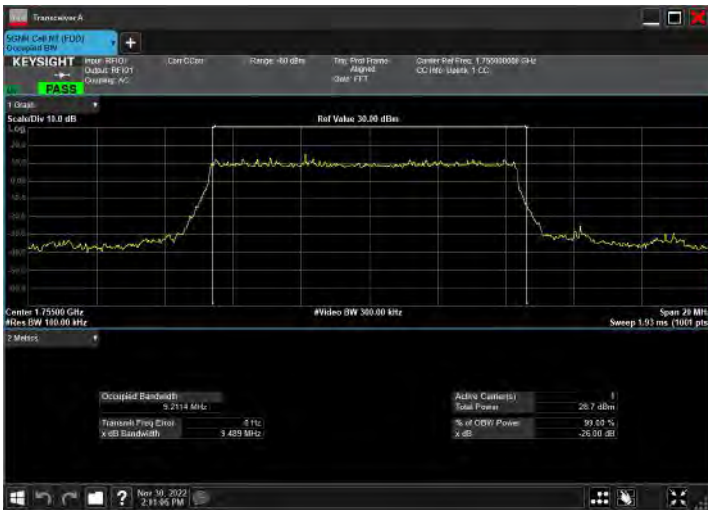 Transceiver A
Occupied BW
KEYSIGHT
Input: RFIO1
Output: RFIO1
Coupling: AC
Corr CCorr
Range: -60 dBm
Trig: Prod Frame
Aligned
Gate: FFT
Center Ref Freq: 1.755000000 GHz
CC Info: Uplink, 1 CC
PASS
1 Graph
Scale/Div 10.0 dB
Ref Value 30.00 dBm
Log
Center 1.75500 GHz
#Video BW 300.00 kHz
Span 20 MHz
#Res BW 100.00 kHz
Sweep 1.93 ms (1001 pts
2 Metrics
Occupied Bandwidth
9.2114 MHz
Transmit Freq Error
x dB Bandwidth
9.489 MHz
Active Carrier(s)
1
Total Power
28.7 dBm
% of OBW Power
99.00 %
x dB
-26.00 dB
?
Nov 30, 2022